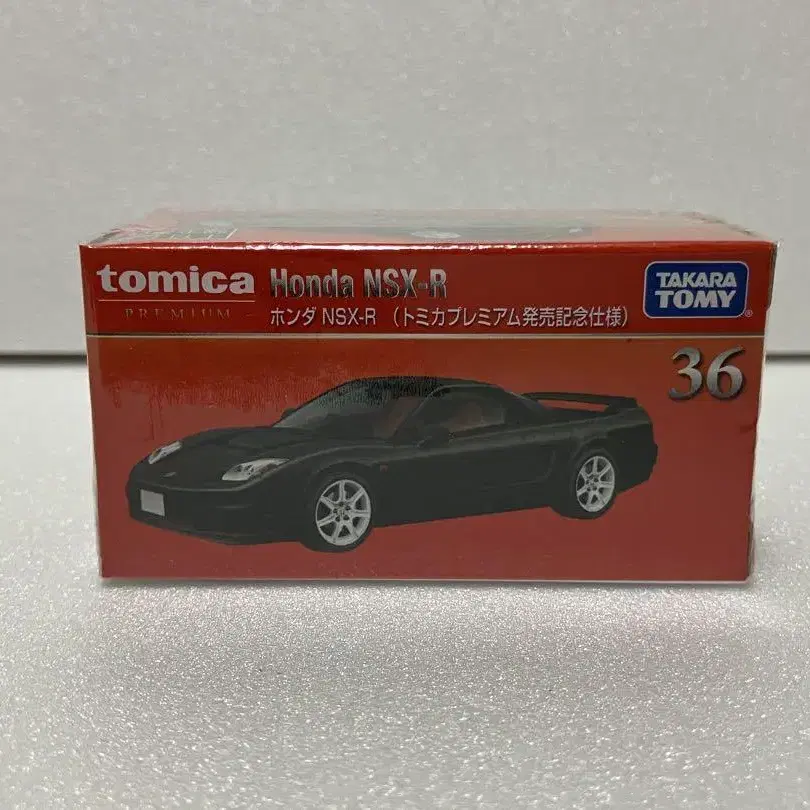 tomica
PREMIUM
Honda NSX-R
ホンダ NSX-R （トミカプレミアム発売記念仕様）
TAKARA
TOMY
®
36